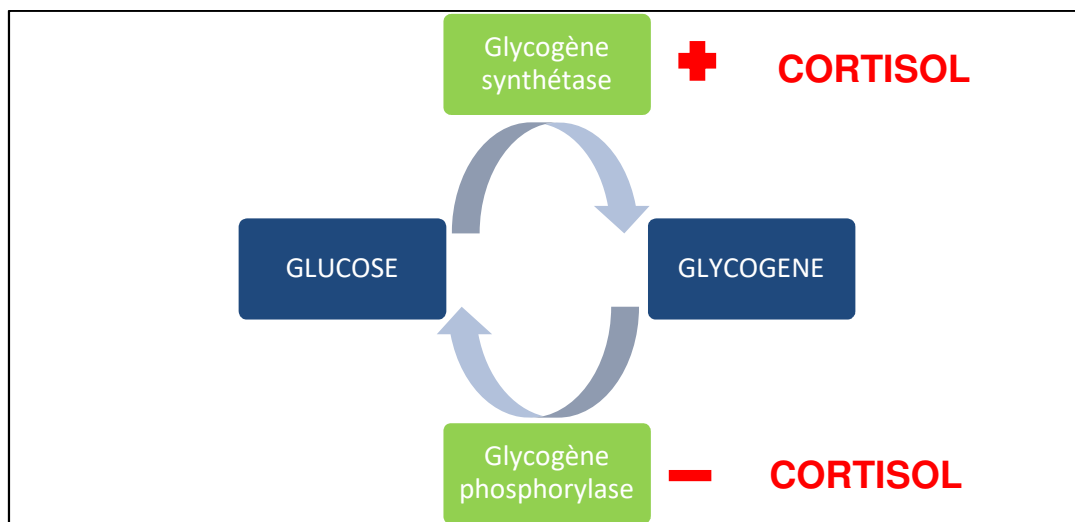 Glycogène
synthétase
CORTISOL
GLUCOSE
GLYCOGENE
Glycogène
phosphorylase
CORTISOL